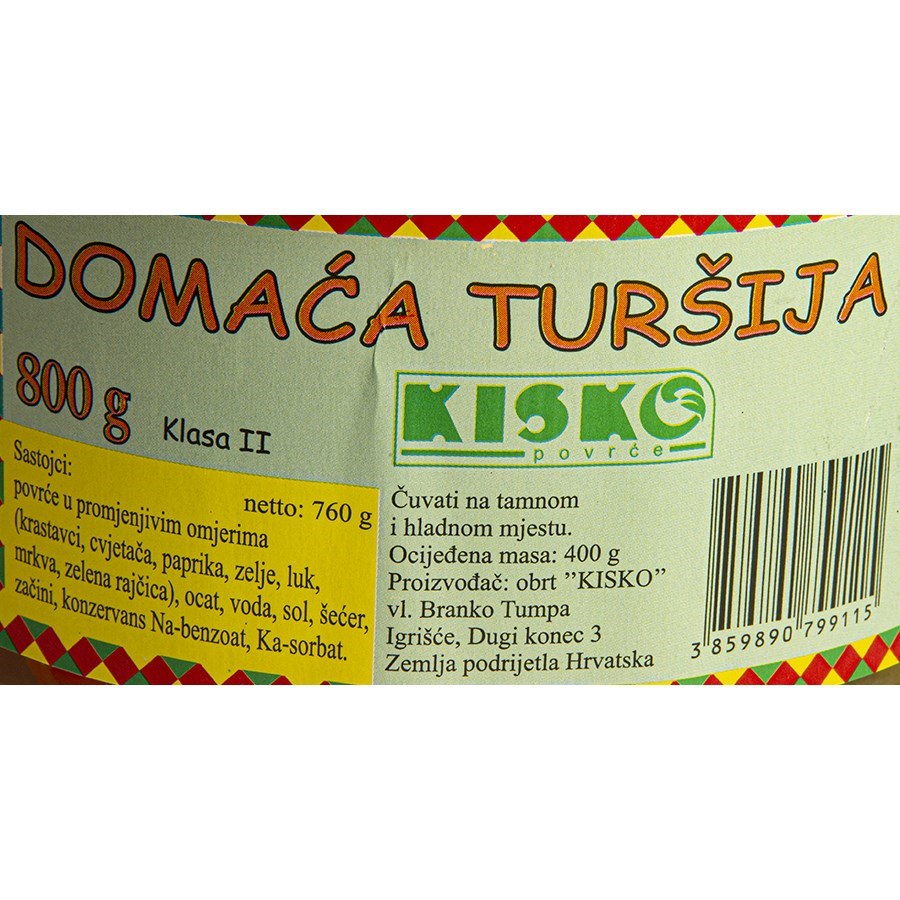 DOMAĆA TURŠIJA
800 g
Klasa II
KISKO
povrće
Sastojci:
netto: 760 g
povrće u promjenjivim omjerima
(krastavci, cvjetača, paprika, zelje, luk,
mrkva, zelena rajčica), ocat, voda, sol, šećer,
začini, konzervans Na-benzoat, Ka-sorbat.
Čuvati na tamnom
i hladnom mjestu.
Ocijeđena masa: 400 g
Proizvođač: obrt ”KISKO”
vl. Branko Tumpa
Igrišće, Dugi konec 3
Zemlja podrijetla Hrvatska
3 859890 799115